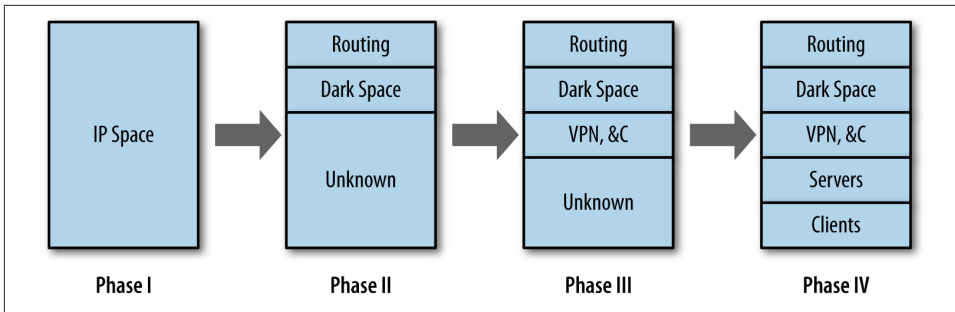 IP Space
Phase I
Routing
Dark Space
Unknown
Phase II
Routing
Dark Space
VPN, &C
Unknown
Phase III
Routing
Dark Space
VPN, &C
Servers
Clients
Phase IV